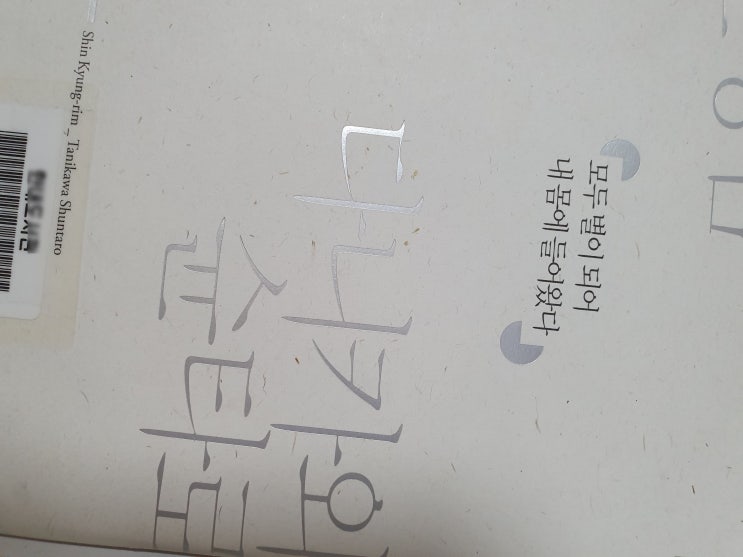 모두 별이 되어
내 몸에 들어왔다
다니카와
슌타로
Shin Kyung-rim – Tanikawa Shuntaro